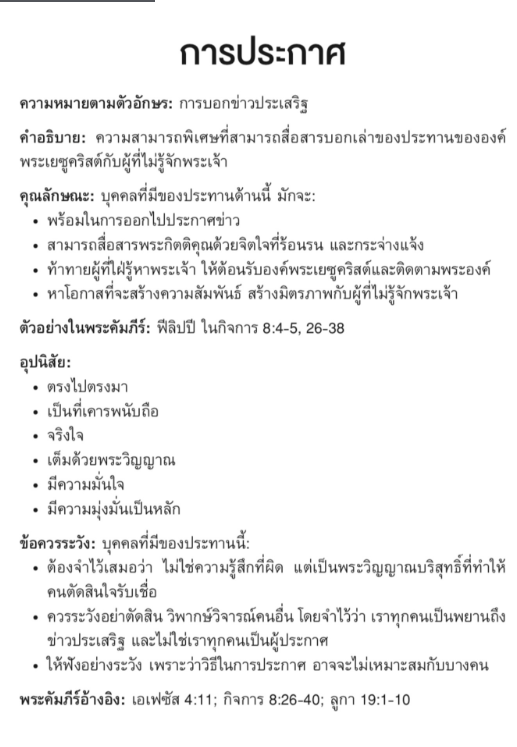 การประกาศ
ความหมายตามตัวอักษร: การบอกข่าวประเสริฐ
คำอธิบาย: ความสามารถพิเศษที่สามารถสื่อสารบอกเล่าของประทานขององค์
พระเยซูคริสต์กับผู้ที่ไม่รู้จักพระเจ้า
คุณลักษณะ: บุคคลที่มีของประทานด้านนี้ มักจะ:
• พร้อมในการออกไปประกาศข่าว
• สามารถสื่อสารพระกิตติคุณด้วยจิตใจที่ร้อนรน และกระจ่างแจ้ง
• ท้าทายผู้ที่ใฝ่รู้หาพระเจ้า ให้ต้อนรับองค์พระเยซูคริสต์และติดตามพระองค์
• หาโอกาสที่จะสร้างความสัมพันธ์ สร้างมิตรภาพกับผู้ที่ไม่รู้จักพระเจ้า
ตัวอย่างในพระคัมภีร์: ฟีลิปปี ในกิจการ 8:4-5, 26-38
อุปนิสัย:
• ตรงไปตรงมา
• เป็นที่เคารพนับถือ
• จริงใจ
• เต็มด้วยพระวิญญาณ
• มีความมั่นใจ
• มีความมุ่งมั่นเป็นหลัก
ข้อควรระวัง: บุคคลที่มีของประทานนี้:
• ต้องจำไว้เสมอว่า ไม่ใช่ความรู้สึกที่ผิด แต่เป็นพระวิญญาณบริสุทธิ์ที่ทำให้
คนตัดสินใจรับเชื่อ
• ควรระวังอย่าตัดสิน วิพากษ์วิจารณ์คนอื่น โดยจำไว้ว่า เราทุกคนเป็นพยานถึง
ข่าวประเสริฐ และไม่ใช่เราทุกคนเป็นผู้ประกาศ
• ให้ฟังอย่างระวัง เพราะว่าวิธีในการประกาศ อาจจะไม่เหมาะสมกับบางคน
พระคัมภีร์อ้างอิง: เอเฟซัส 4:11; กิจการ 8:26-40; ลูกา 19:1-10